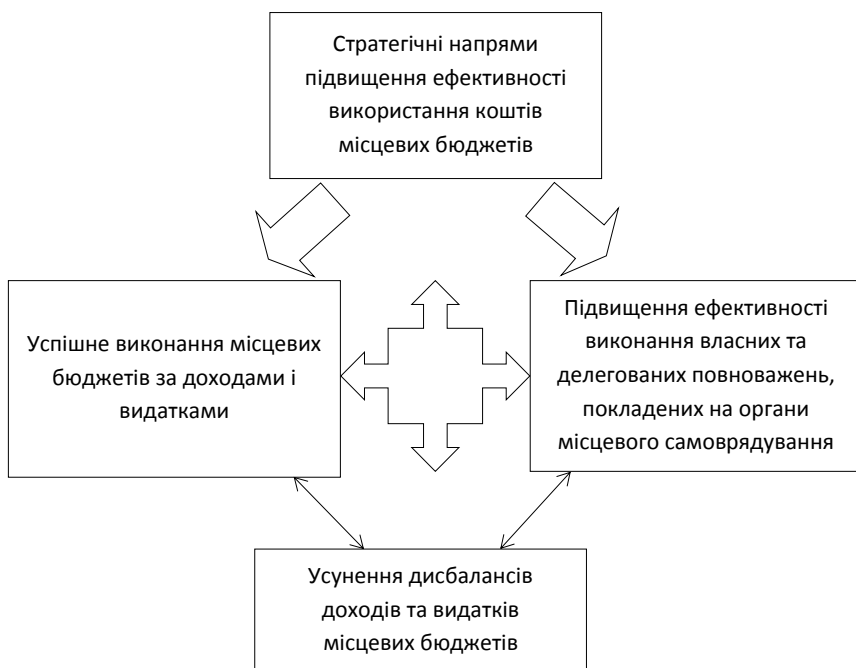 Стратегічні напрями
підвищення ефективності
використання коштів
місцевих бюджетів
Успішне виконання місцевих
бюджетів за доходами і
видатками
Підвищення ефективності
виконання власних та
делегованих повноважень,
покладених на органи
місцевого самоврядування
Усунення дисбалансів
доходів та видатків
місцевих бюджетів